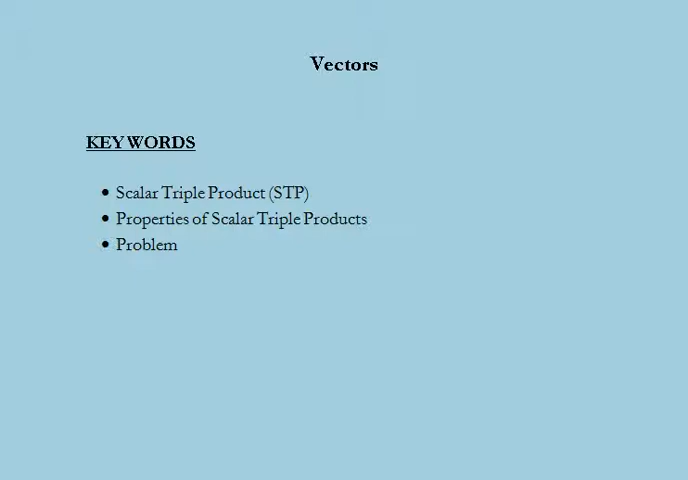 Vectors
KEY WORDS
• Scalar Triple Product (STP)
• Properties of Scalar Triple Products
• Problem